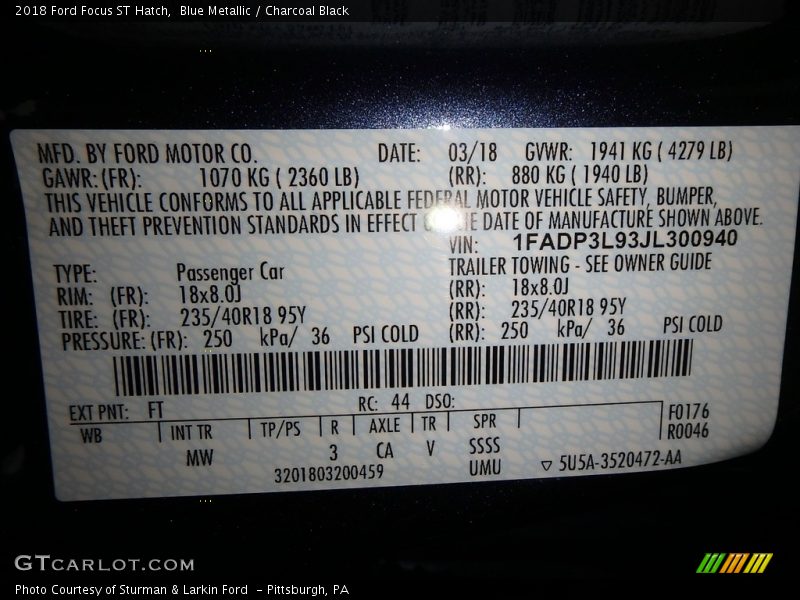 2018 Ford Focus ST Hatch,  Blue Metallic / Charcoal Black
MFD. BY FORD MOTOR CO. DATE: 03/18 GVWR: 1941 KG ( 4279 LB)
GAWR: (FR): 1070 KG ( 2360 LB) (RR): 880 KG ( 1940 LB)
THIS VEHICLE CONFORMS TO ALL APPLICABLE FEDERAL MOTOR VEHICLE SAFETY, BUMPER,
AND THEFT PREVENTION STANDARDS IN EFFECT DATE OF MANUFACTURE SHOWN ABOVE.
VIN: 1FADP3L93JL300940
TYPE: Passenger Car TRAILER TOWING - SEE OWNER GUIDE
RIM: (FR): 18x8.0J (RR): 18x8.0J
TIRE: (FR): 235/40R18 95Y (RR): 235/40R18 95Y
PRESSURE: (FR): 250 kPa/ 36 PSI COLD (RR): 250 kPa/ 36 PSI COLD
EXT PNT: FT RC: 44 DSO:
WB INT TR TP/PS R AXLE TR SPR F0176
R0046
MW 3 CA V SSSS
3201803200459 UMU ▽ 5U5A-3520472-AA
GTCARLOT.COM
Photo Courtesy of Sturman & Larkin Ford  - Pittsburgh, PA